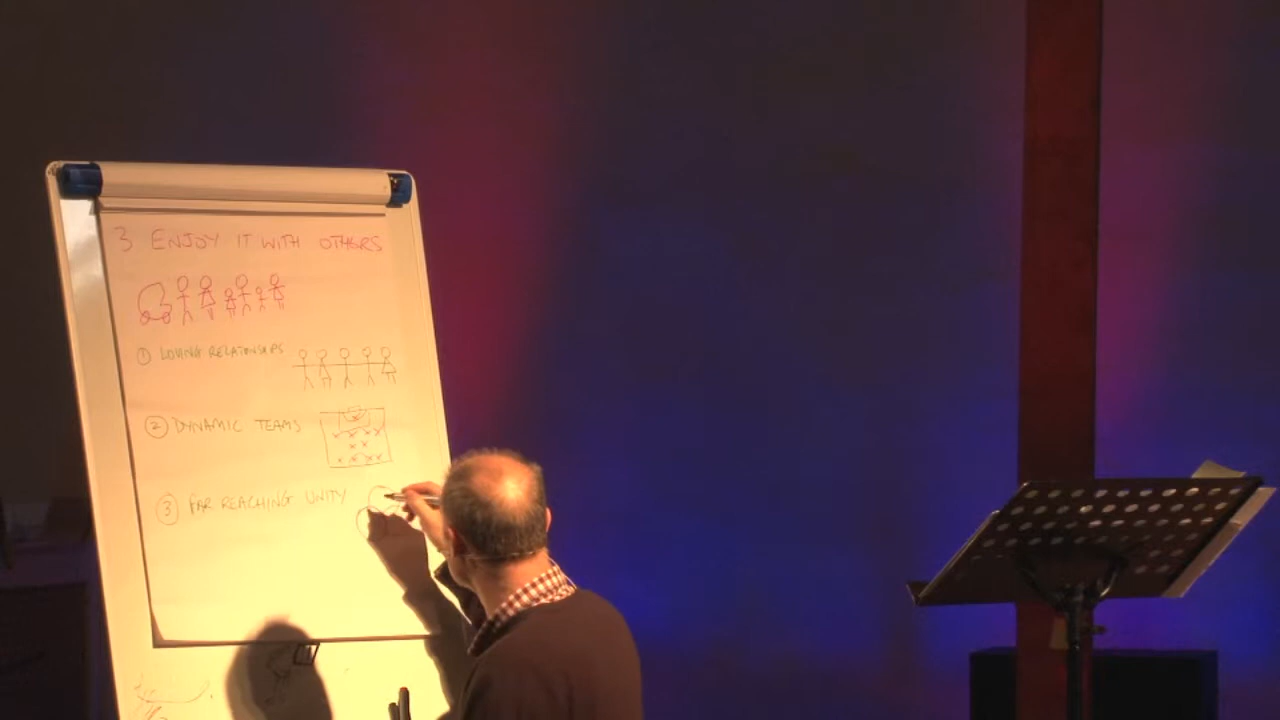 3 ENJOY IT WITH OTHERS
① LOVING RELATIONSHIPS
② DYNAMIC TEAMS
③ FAR REACHING UNITY